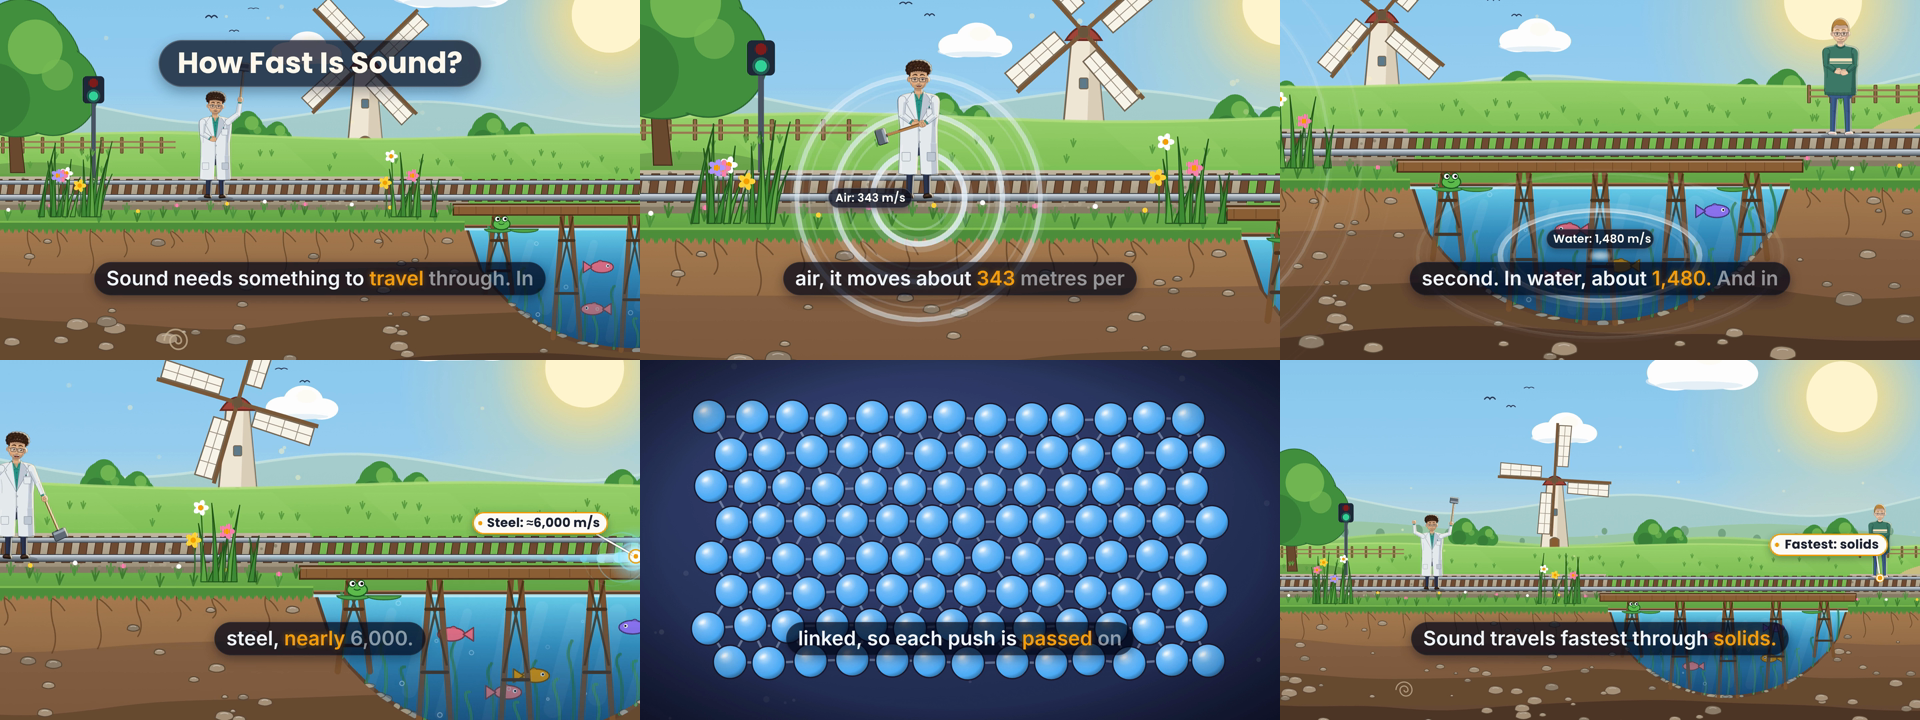 How Fast Is Sound?
Sound needs something to travel through. In
Air: 343 m/s
air, it moves about 343 metres per
Water: 1,480 m/s
second. In water, about 1,480. And in
Steel: ≈6,000 m/s
steel, nearly 6,000.
linked, so each push is passed on
Fastest: solids
Sound travels fastest through solids.